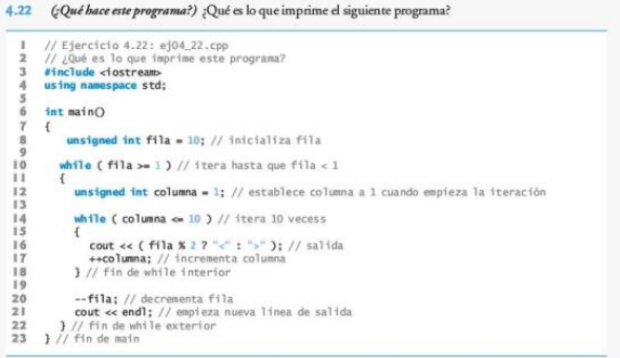 4.22 (¿Qué hace este programa?) ¿Qué es lo que imprime el siguiente programa?
1 // Ejercicio 4.22: ej04_22.cpp
2 // ¿Qué es lo que imprime este programa?
3 #include <iostream>
4 using namespace std;
5
6 int main()
7 {
8 unsigned int fila = 10; // inicializa fila
9
10 while ( fila >= 1 ) // itera hasta que fila < 1
11 {
12 unsigned int columna = 1; // establece columna a 1 cuando empieza la iteración
13
14 while ( columna <= 10 ) // itera 10 vecess
15 {
16 cout << ( fila % 2 ? "<" : ">" ); // salida
17 ++columna; // incrementa columna
18 } // fin de while interior
19
20 --fila; // decrementa fila
21 cout << endl; // empieza nueva línea de salida
22 } // fin de while exterior
23 } // fin de main